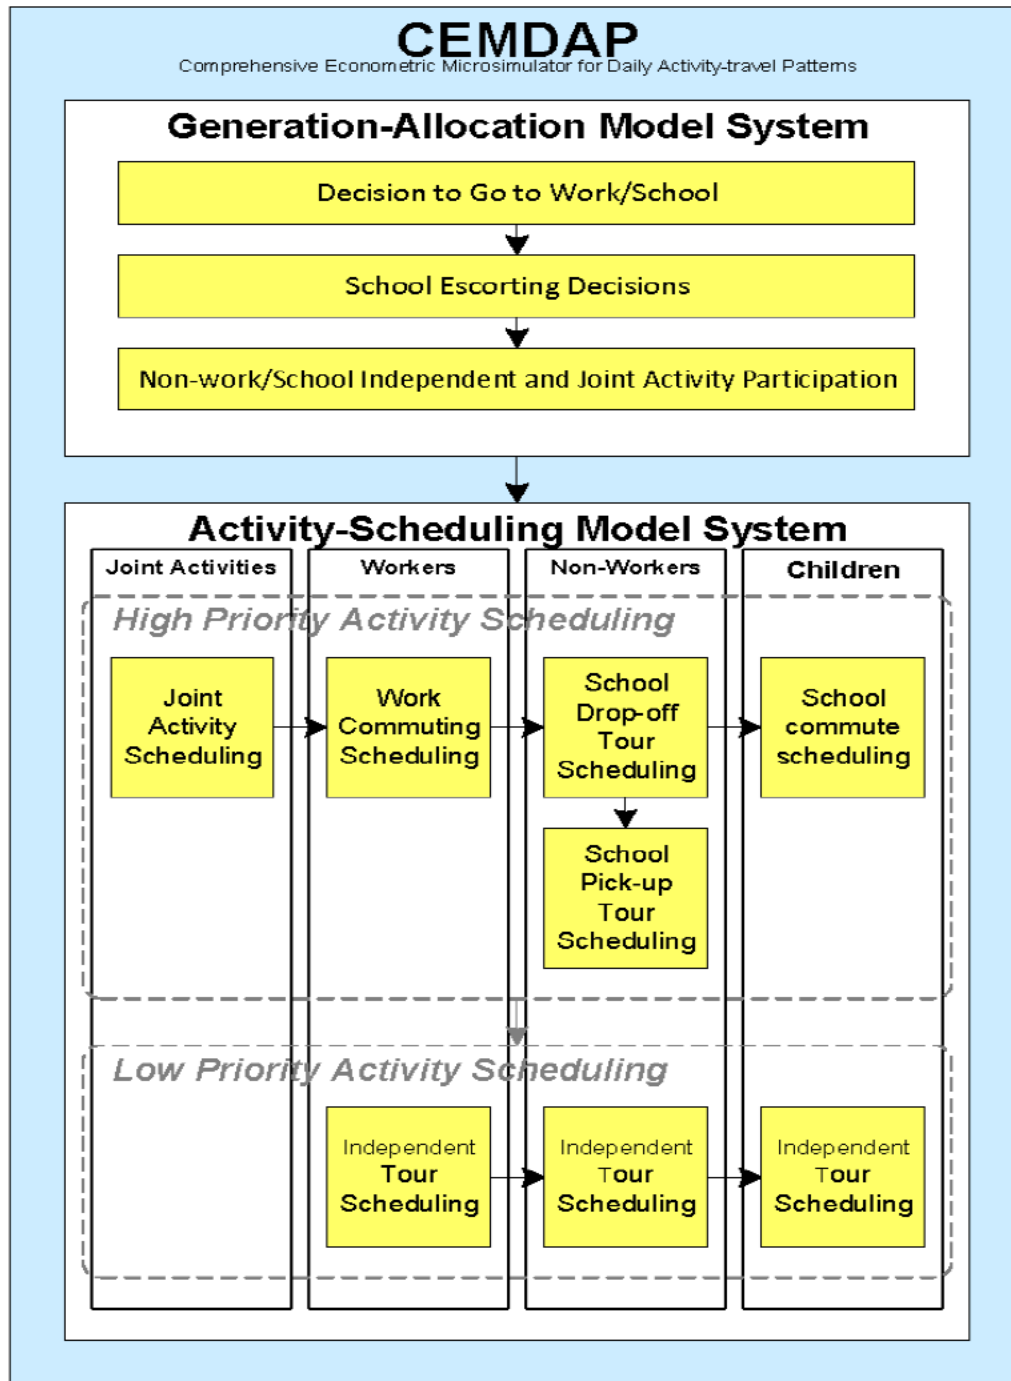 CEMDAP
Comprehensive Econometric Microsimulator for Daily Activity-travel Patterns
Generation-Allocation Model System
Decision to Go to Work/School
School Escorting Decisions
Non-work/School Independent and Joint Activity Participation
Activity-Scheduling Model System
Joint Activities
Workers
Non-Workers
Children
High Priority Activity Scheduling
Joint
Activity
Scheduling
Work
Commuting
Scheduling
School
Drop-off
Tour
Scheduling
School
commute
scheduling
School
Pick-up
Tour
Scheduling
Low Priority Activity Scheduling
Independent
Tour
Scheduling
Independent
Tour
Scheduling
Independent
Tour
Scheduling